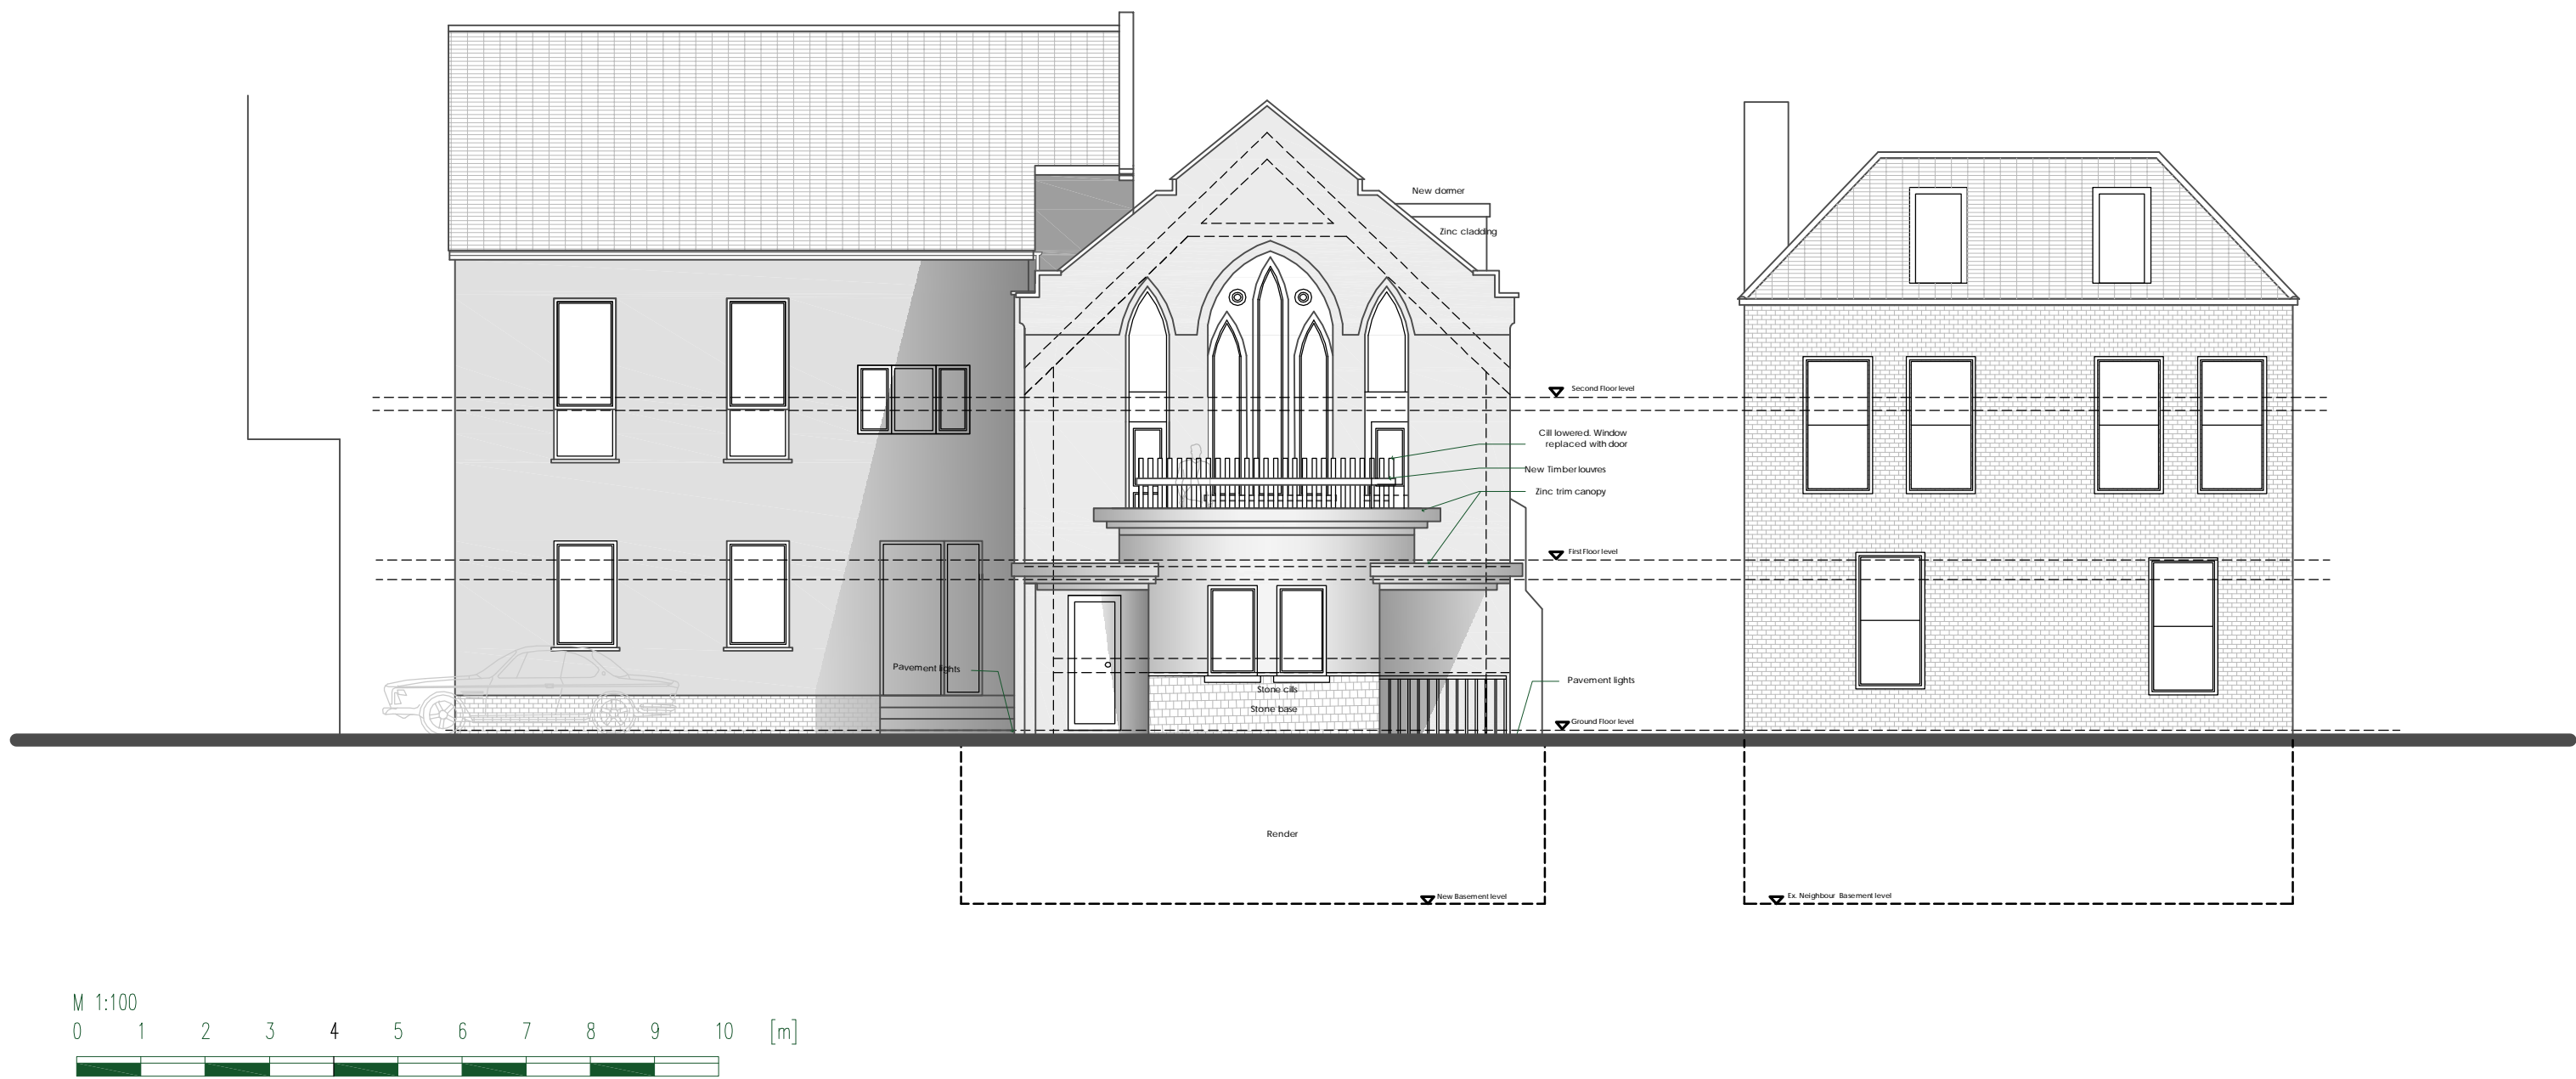 New dormer
Zinc cladding
Second Floor level
Cill lowered. Window
replaced with door
New Timber louvres
Zinc trim canopy
First Floor level
Pavement lights
Pavement lights
Stone cills
Stone base
Ground Floor level
Render
New Basement level
Ex. Neighbour Basement level
M 1:100
0 1 2 3 4 5 6 7 8 9 10 [m]